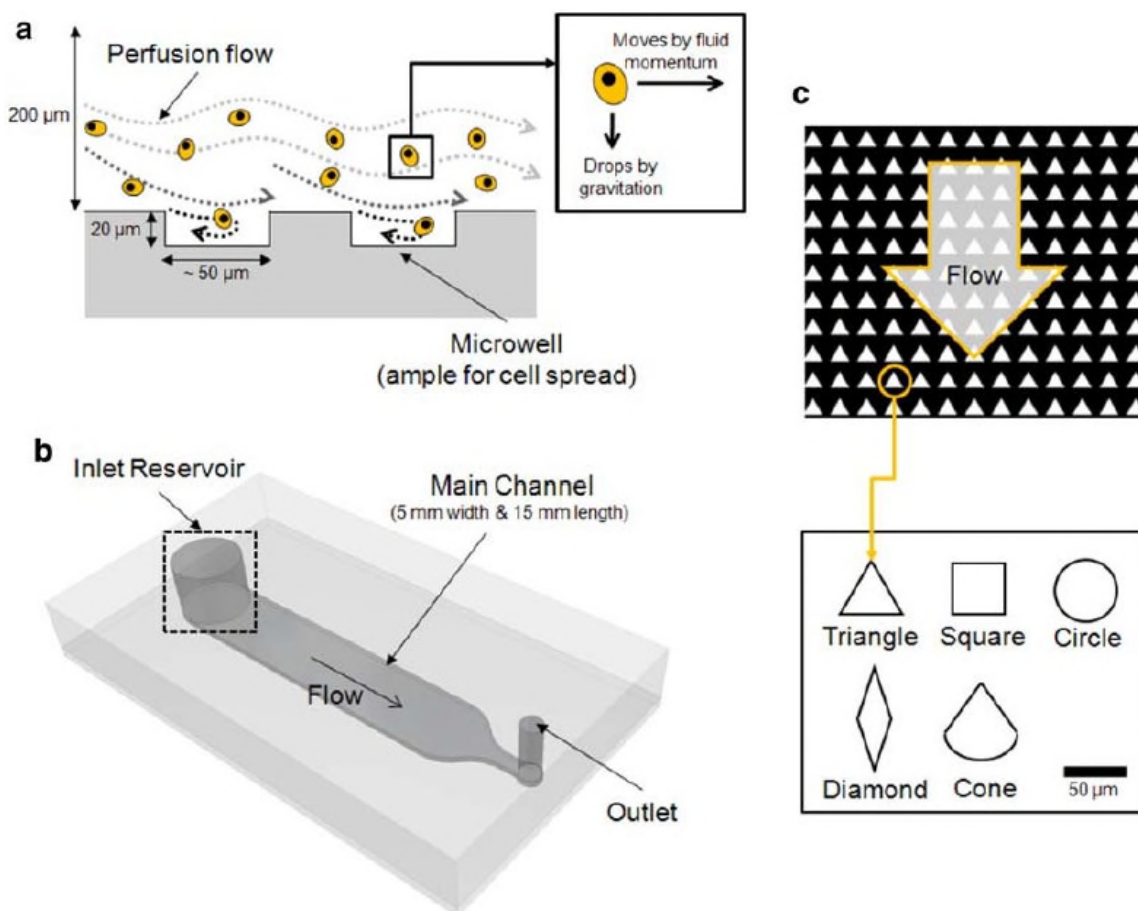 a
Perfusion flow
200 µm
20 µm
~ 50 µm
Microwell
(ample for cell spread)
Moves by fluid
momentum
Drops by
gravitation
b
Inlet Reservoir
Main Channel
(5 mm width & 15 mm length)
Flow
Outlet
c
Flow
Triangle Square Circle
Diamond Cone
50 µm